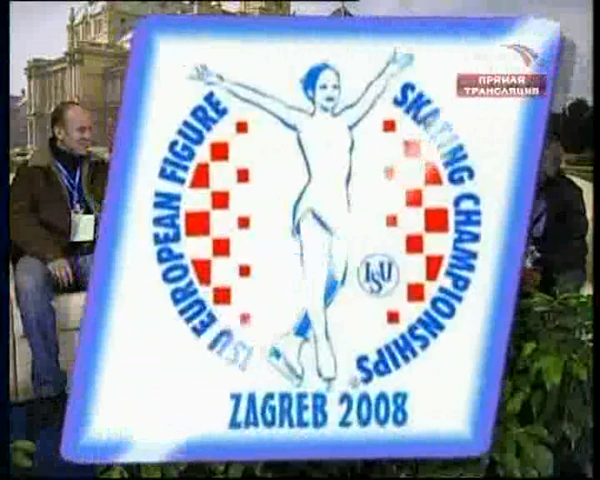 ПРЯМАЯ
ТРАНСЛЯЦИЯ
ISU EUROPEAN FIGURE
SKATING CHAMPIONSHIPS
ISU
ZAGREB 2008